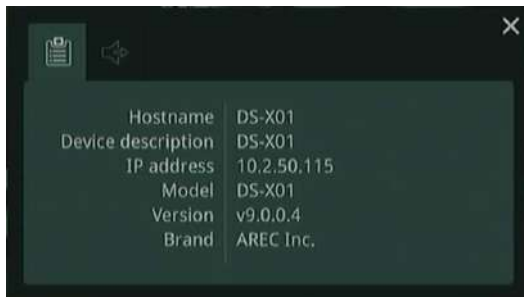 Hostname DS-X01
Device description DS-X01
IP address 10.2.50.115
Model DS-X01
Version v9.0.0.4
Brand AREC Inc.